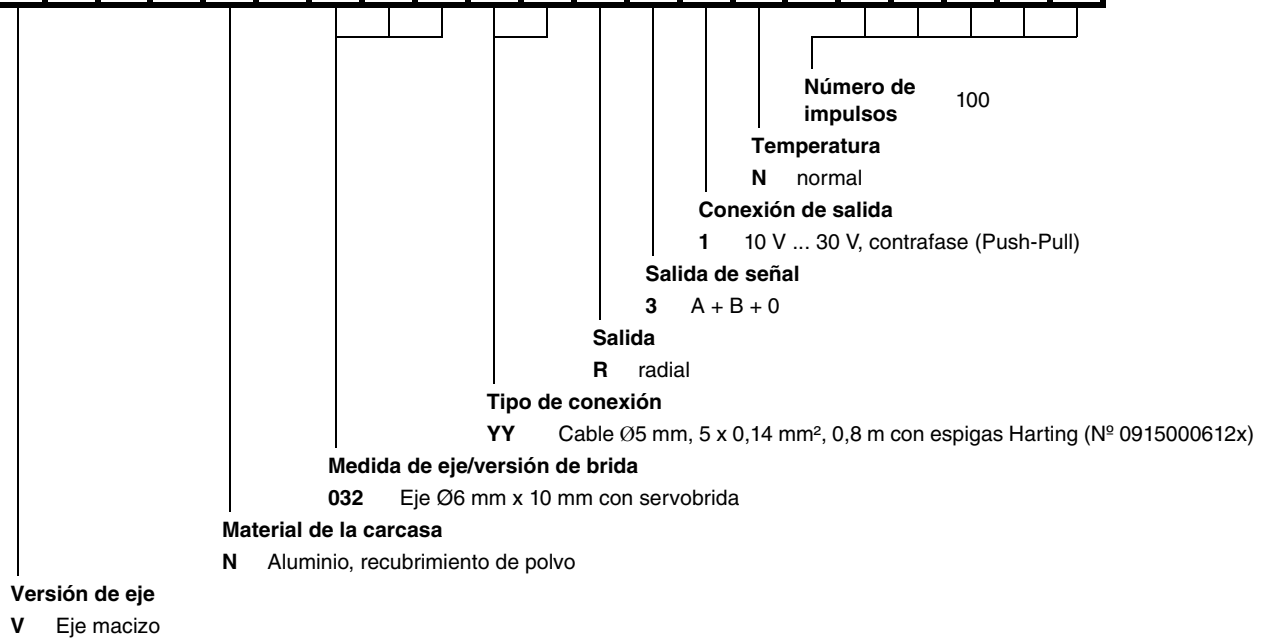 Número de
impulsos 100
Temperatura
N normal
Conexión de salida
1 10 V ... 30 V, contrafase (Push-Pull)
Salida de señal
3 A + B + 0
Salida
R radial
Tipo de conexión
YY Cable Ø5 mm, 5 x 0,14 mm², 0,8 m con espigas Harting (Nº 0915000612x)
Medida de eje/versión de brida
032 Eje Ø6 mm x 10 mm con servobrida
Material de la carcasa
N Aluminio, recubrimiento de polvo
Versión de eje
V Eje macizo